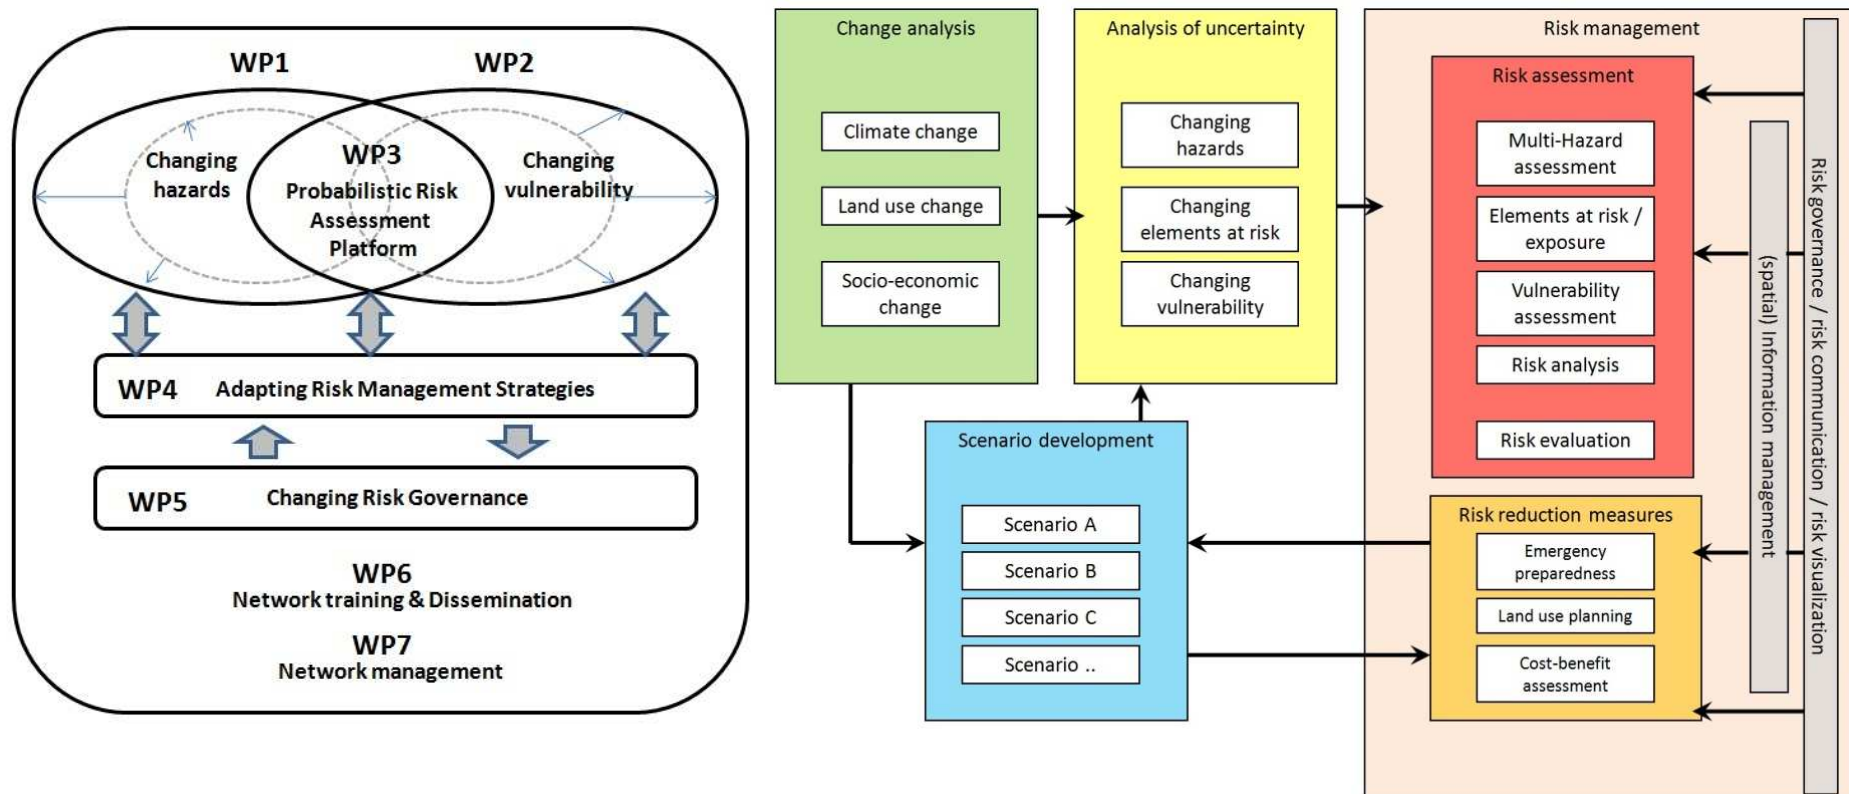 WP1
WP2
Changing
hazards
WP3
Probabilistic Risk
Assessment
Platform
Changing
vulnerability
WP4 Adapting Risk Management Strategies
WP5 Changing Risk Governance
WP6
Network training & Dissemination
WP7
Network management
Change analysis
Climate change
Land use change
Socio-economic
change
Analysis of uncertainty
Changing
hazards
Changing
elements at risk
Changing
vulnerability
Scenario development
Scenario A
Scenario B
Scenario C
Scenario ..
Risk management
Risk assessment
Multi-Hazard
assessment
Elements at risk /
exposure
Vulnerability
assessment
Risk analysis
Risk evaluation
Risk reduction measures
Emergency
preparedness
Land use planning
Cost-benefit
assessment
(spatial) Information management
Risk governance / risk communication / risk visualization